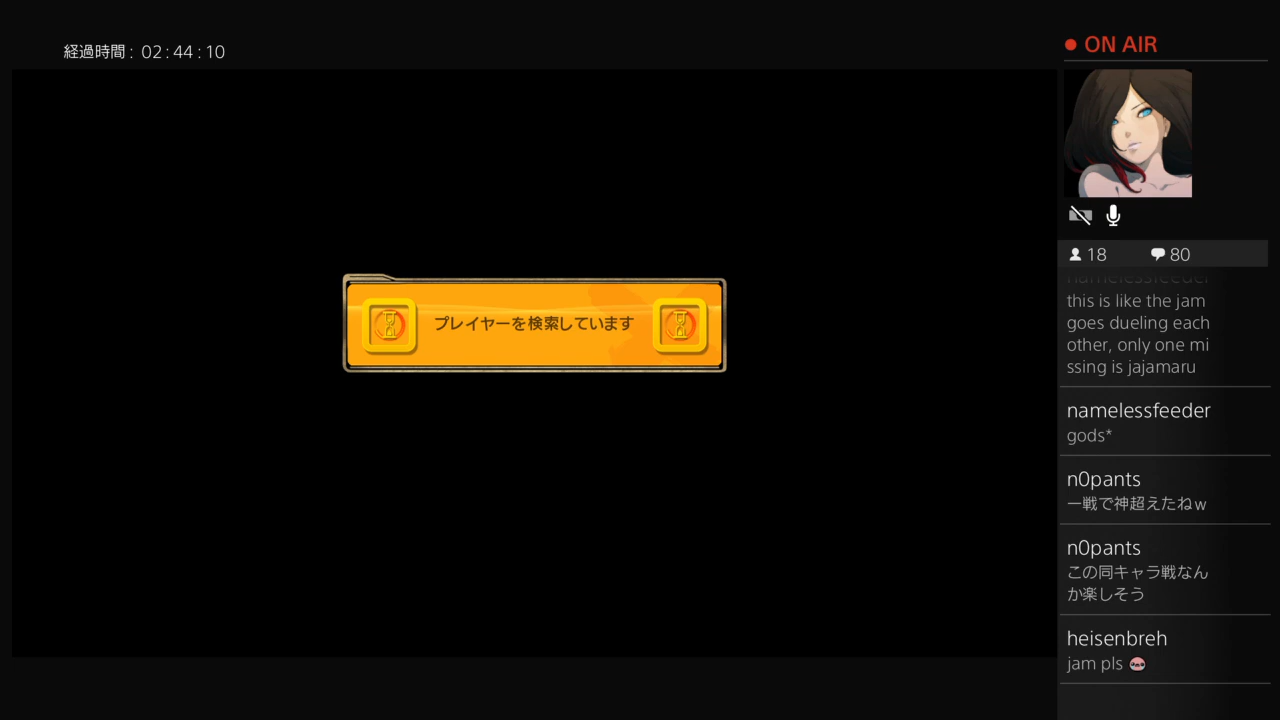 経過時間 : 02 : 44 : 10
ON AIR
18
80
namelessfeeder
this is like the jam
goes dueling each
other, only one mi
ssing is jajamaru
namelessfeeder
gods*
n0pants
一戦で神超えたねw
n0pants
この同キャラ戦なん
か楽しそう
heisenbreh
jam pls
プレイヤーを検索しています